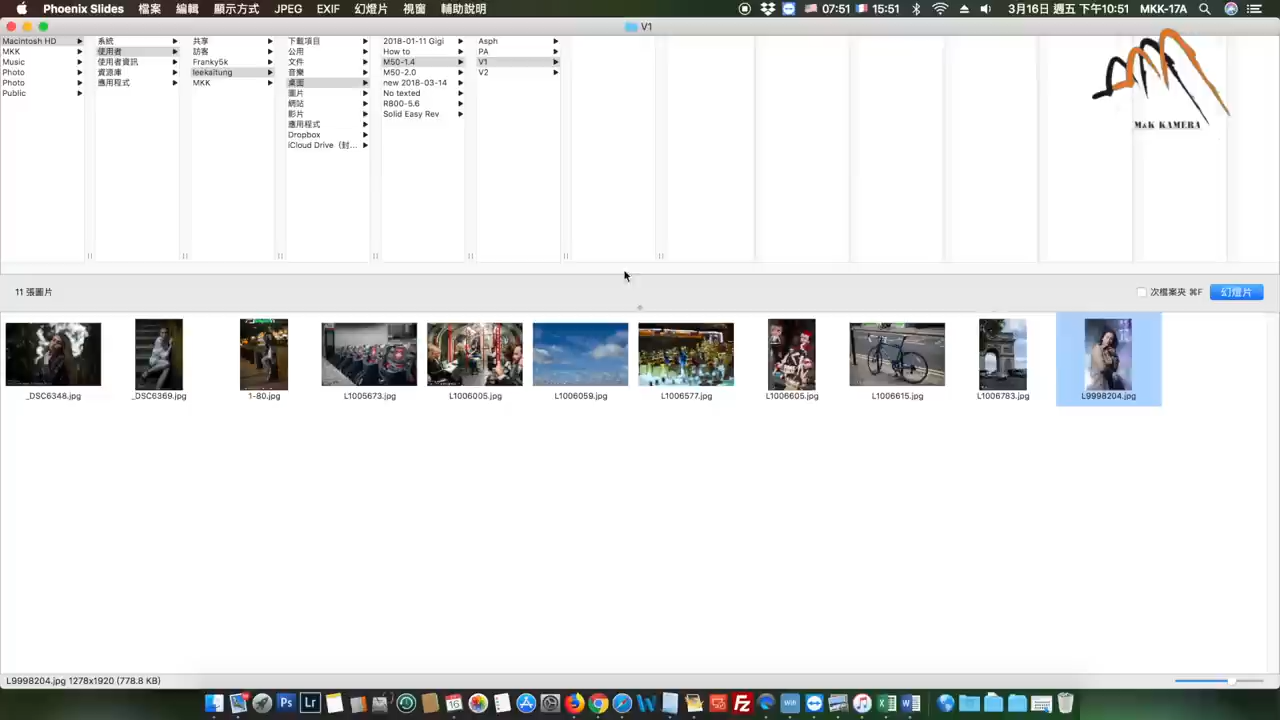 Phoenix Slides 檔案 編輯 顯示方式 JPEG EXIF 幻燈片 視窗 輔助說明 07:51 15:51 3月16日 週五 下午10:51 MKK-17A
V1
Macintosh HD
MKK
Music
Photo
Photo
Public
系統
使用者
使用者資訊
資源庫
應用程式
共享
訪客
Franky5k
leekaitung
MKK
下載項目
公用
文件
音樂
桌面
圖片
網站
影片
應用程式
Dropbox
iCloud Drive（封...
2018-01-11 Gigi
How to
M50-1.4
M50-2.0
new 2018-03-14
No texted
R800-5.6
Solid Easy Rev
Asph
PA
V1
V2
M&K KAMERA
11 張圖片
次檔案夾 ⌘F
幻燈片
_DSC6348.jpg
_DSC6369.jpg
1-80.jpg
L1005673.jpg
L1006005.jpg
L1006059.jpg
L1006577.jpg
L1006605.jpg
L1006615.jpg
L1006783.jpg
L9998204.jpg
L9998204.jpg 1278x1920 (778.8 KB)
Ps
Lr
16
FZ
Wifi